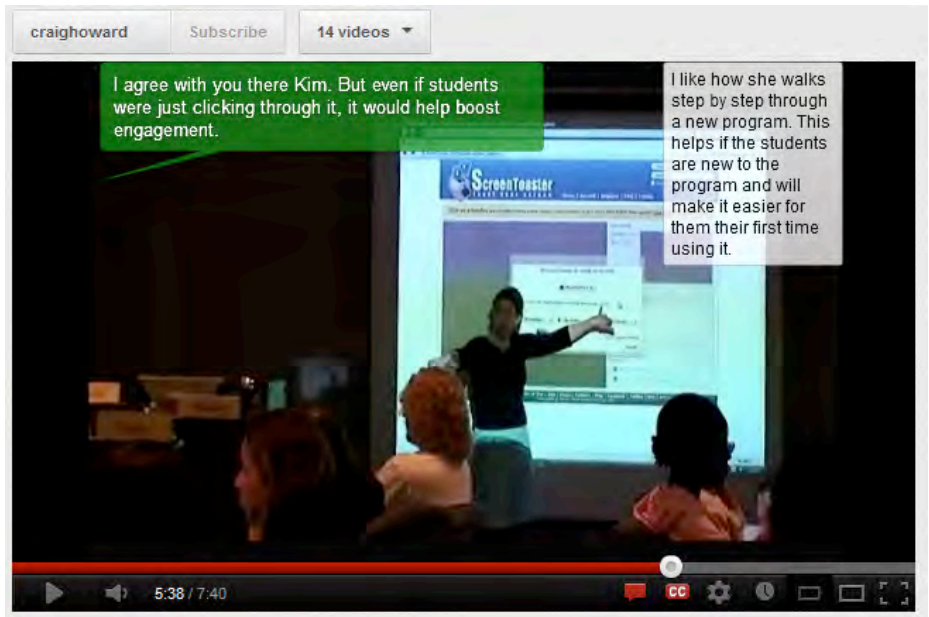 craighoward
Subscribe
14 videos
I agree with you there Kim. But even if students
were just clicking through it, it would help boost
engagement.
I like how she walks
step by step through
a new program. This
helps if the students
are new to the
program and will
make it easier for
them their first time
using it.
ScreenToaster
5:38 / 7:40
CC